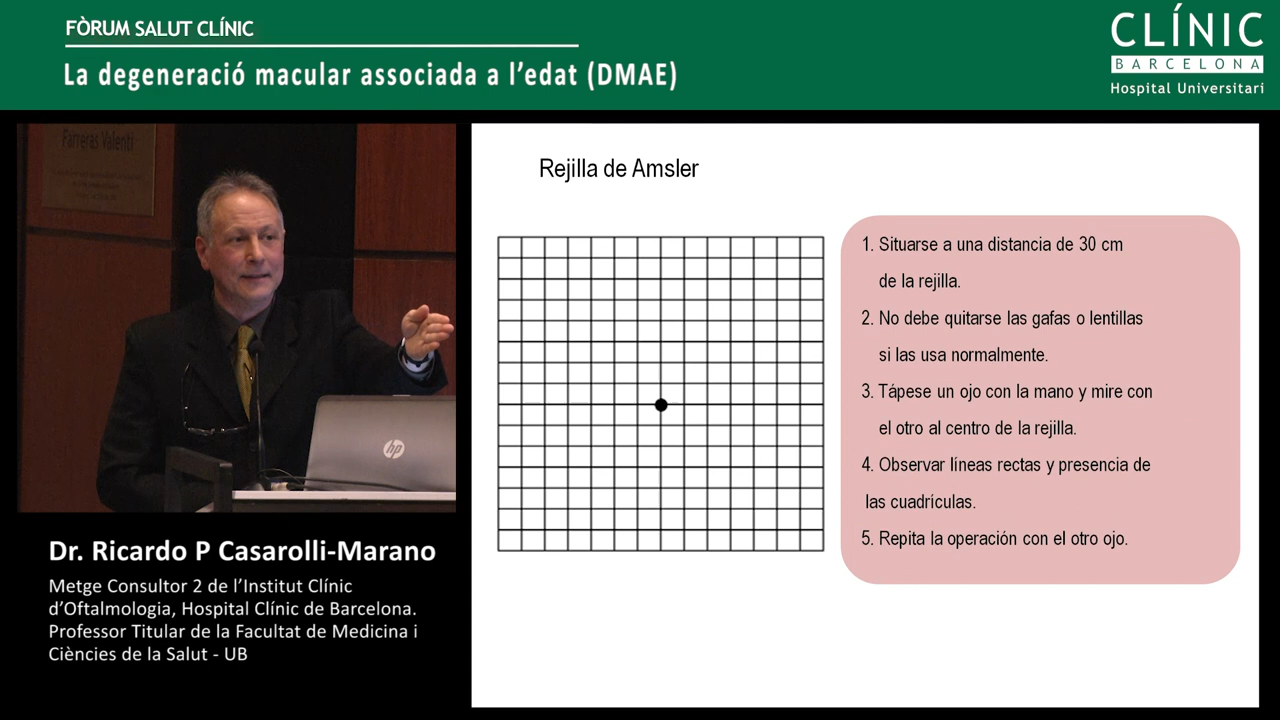 FÒRUM SALUT CLÍNIC
La degeneració macular associada a l'edat (DMAE)
CLÍNIC
BARCELONA
Hospital Universitari
Farreras Valentí
hp
Rejilla de Amsler
1. Situarse a una distancia de 30 cm
de la rejilla.
2. No debe quitarse las gafas o lentillas
si las usa normalmente.
3. Tápese un ojo con la mano y mire con
el otro al centro de la rejilla.
4. Observar líneas rectas y presencia de
las cuadrículas.
5. Repita la operación con el otro ojo.
Dr. Ricardo P Casarolli-Marano
Metge Consultor 2 de l'Institut Clínic
d'Oftalmologia, Hospital Clínic de Barcelona.
Professor Titular de la Facultat de Medicina i
Ciències de la Salut - UB